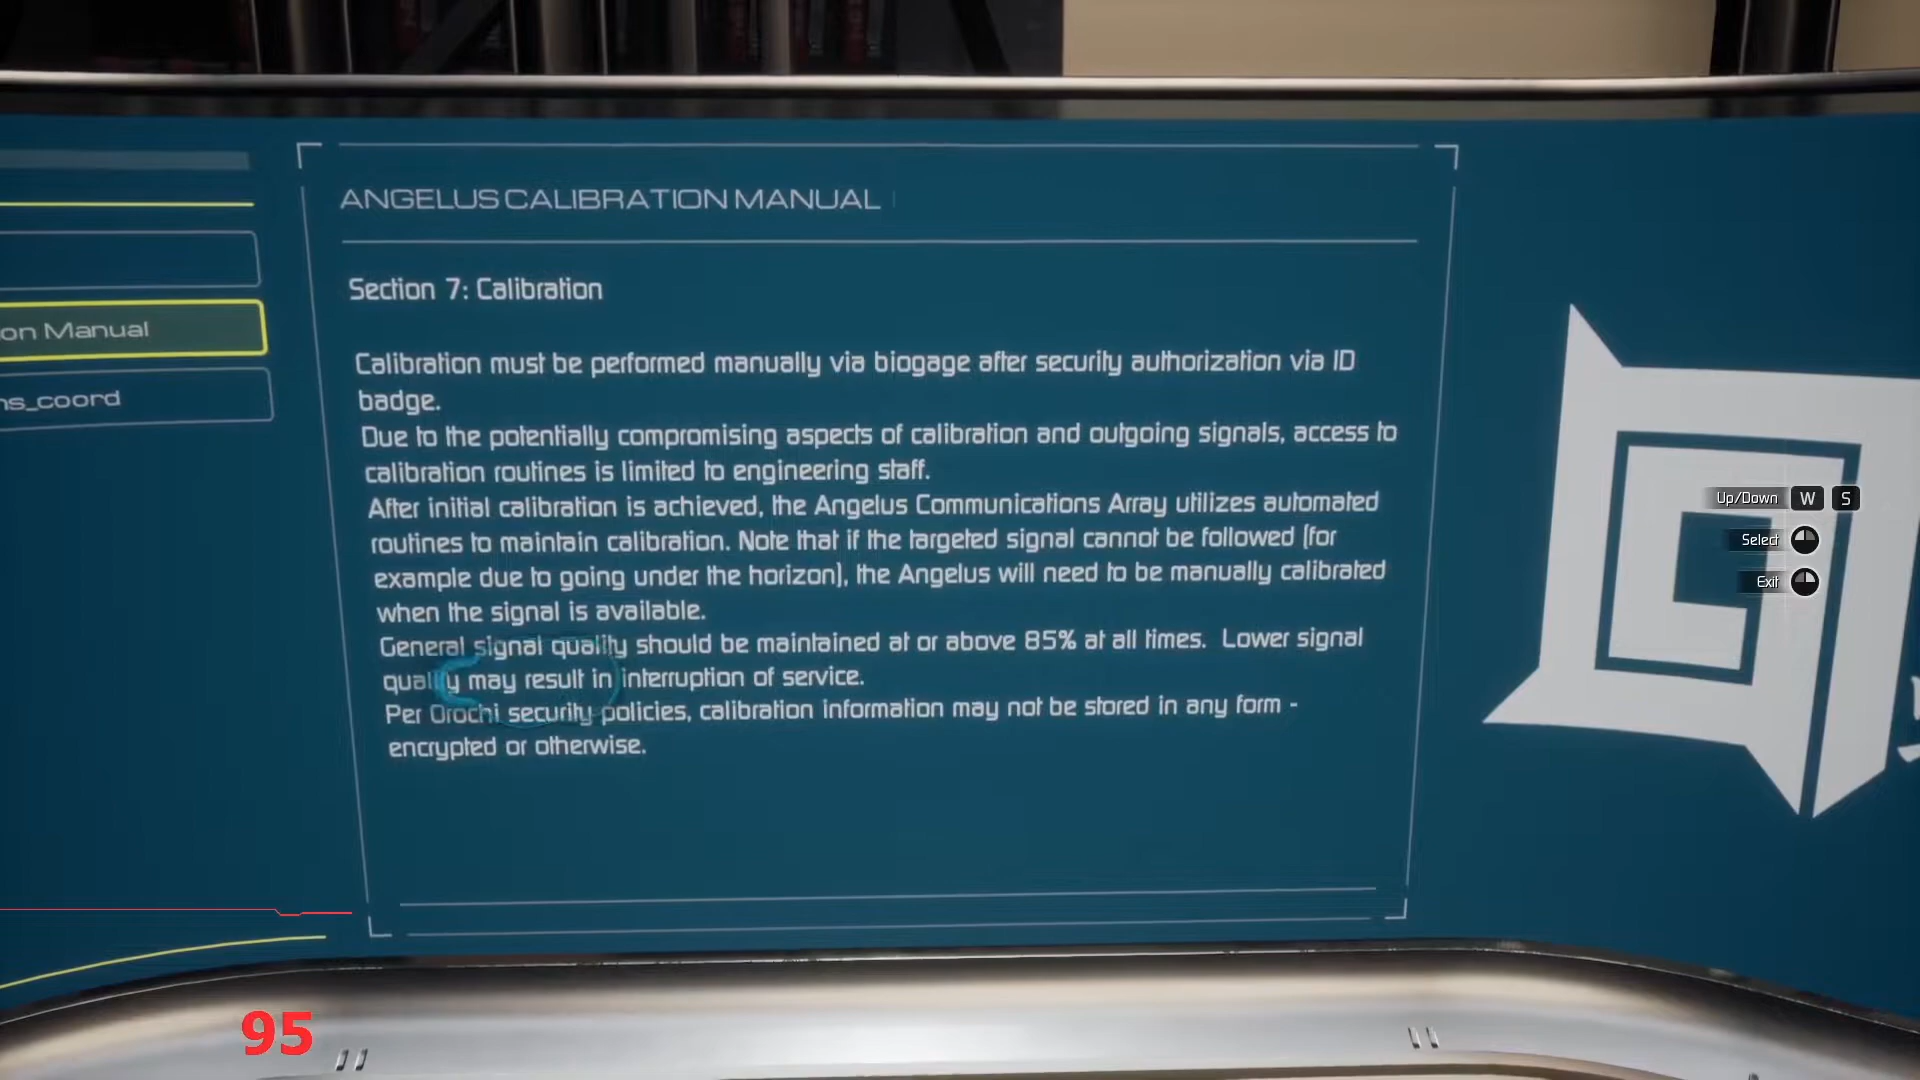 ANGELUS CALIBRATION MANUAL
Section 7: Calibration
on Manual
ns_coord
Calibration must be performed manually via biogage after security authorization via ID
badge.
Due to the potentially compromising aspects of calibration and outgoing signals, access to
calibration routines is limited to engineering staff.
After initial calibration is achieved, the Angelus Communications Array utilizes automated
routines to maintain calibration. Note that if the targeted signal cannot be followed (for
example due to going under the horizon), the Angelus will need to be manually calibrated
when the signal is available.
General signal quality should be maintained at or above 85% at all times. Lower signal
quality may result in interruption of service.
Per Orochi security policies, calibration information may not be stored in any form -
encrypted or otherwise.
Up/Down W S
Select
Exit
95